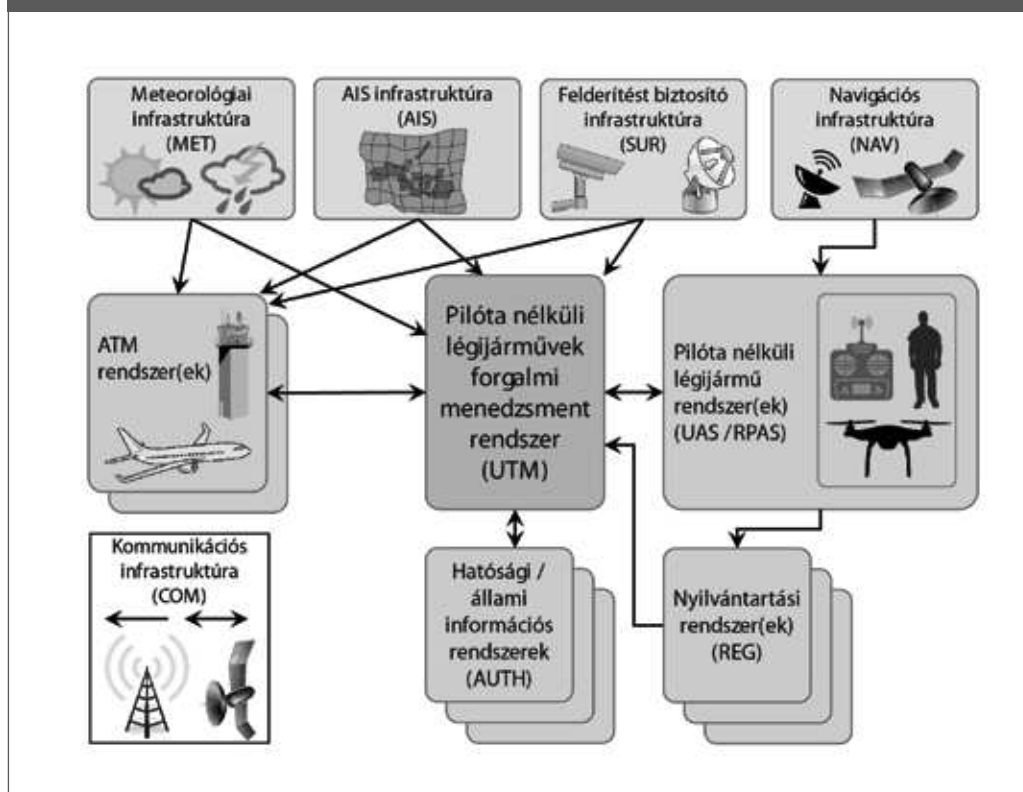 Meteorológiai
infrastruktúra
(MET)
AIS infrastruktúra
(AIS)
Felderítést biztosító
infrastruktúra
(SUR)
Navigációs
infrastruktúra
(NAV)
ATM
rendszer(ek)
Pilóta nélküli
légijárművek
forgalmi
menedzsment
rendszer
(UTM)
Pilóta nélküli
légijármű
rendszer(ek)
(UAS /RPAS)
Kommunikációs
infrastruktúra
(COM)
Hatósági /
állami
információs
rendszerek
(AUTH)
Nyilvántartási
rendszer(ek)
(REG)